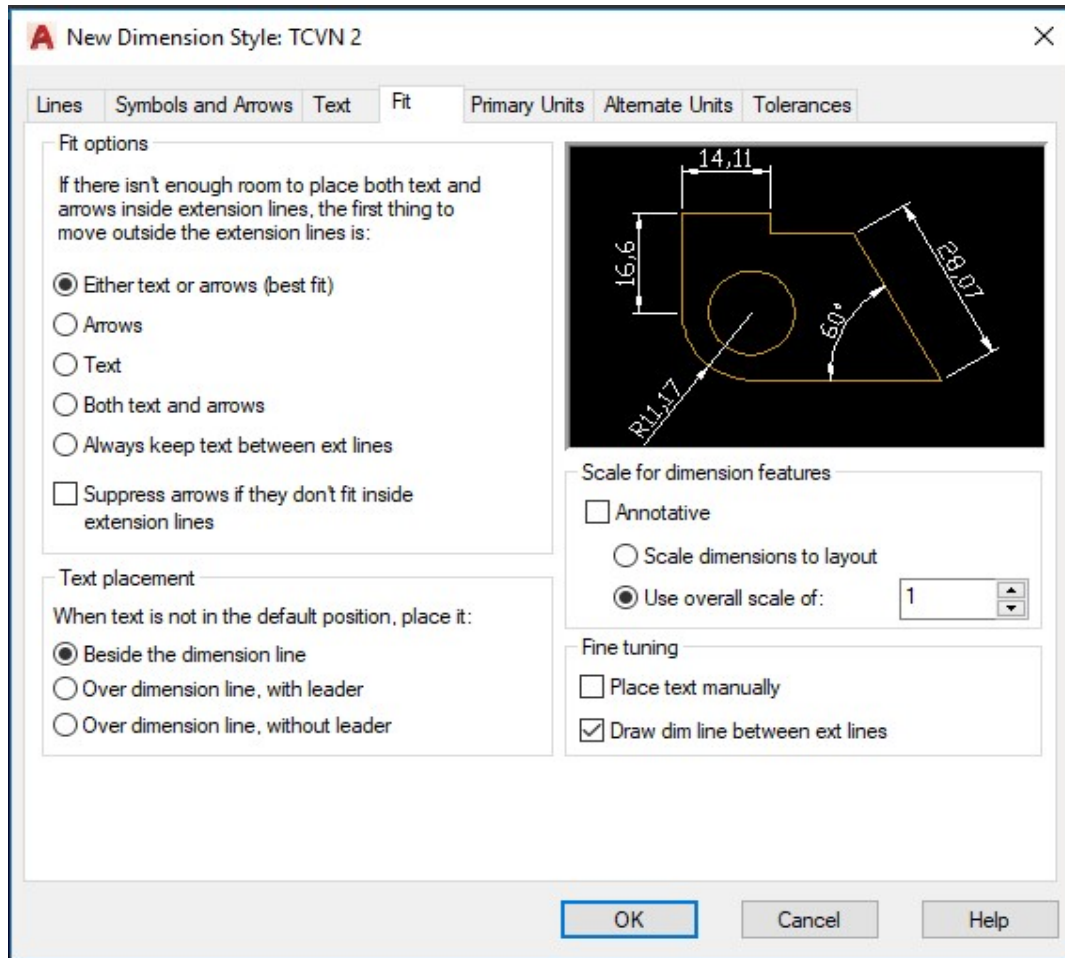 New Dimension Style: TCVN 2
Lines Symbols and Arrows Text Fit Primary Units Alternate Units Tolerances
Fit options
If there isn't enough room to place both text and
arrows inside extension lines, the first thing to
move outside the extension lines is:
Either text or arrows (best fit)
Arrows
Text
Both text and arrows
Always keep text between ext lines
Suppress arrows if they don't fit inside
extension lines
Text placement
When text is not in the default position, place it:
Beside the dimension line
Over dimension line, with leader
Over dimension line, without leader
14,11
16,6
28,07
60°
R11,17
Scale for dimension features
Annotative
Scale dimensions to layout
Use overall scale of: 1
Fine tuning
Place text manually
Draw dim line between ext lines
OK Cancel Help